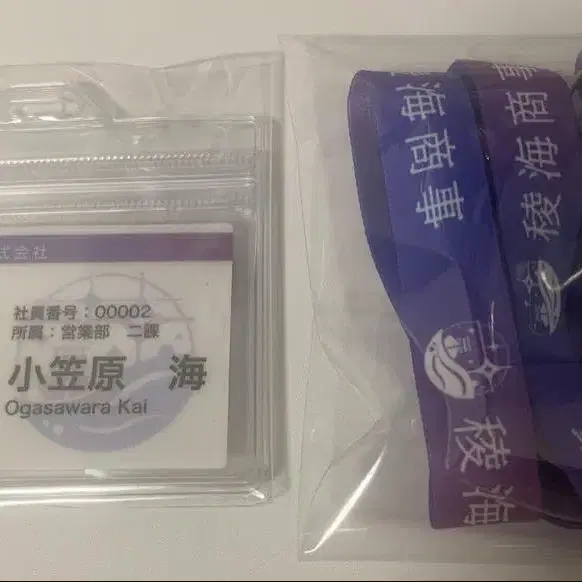 式会社
社員番号：00002
所属：営業部　二課
小笠原　海
Ogasawara Kai
海商事
稜海
稜海商事